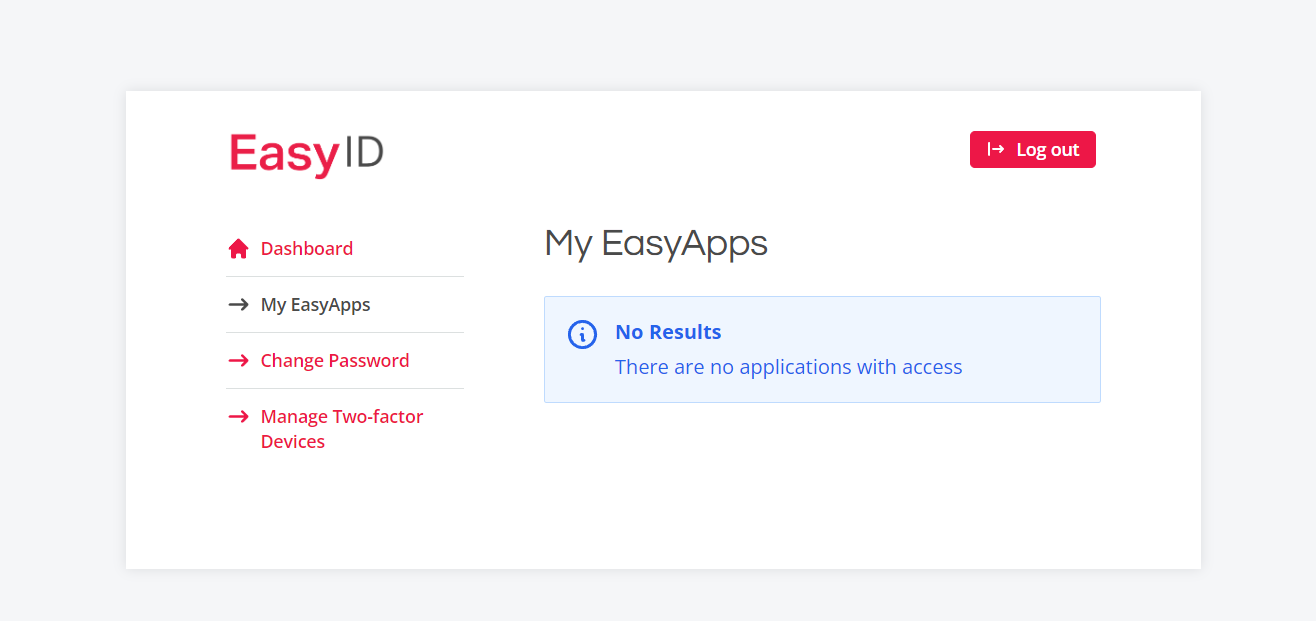 EasyID
Log out
Dashboard
My EasyApps
Change Password
Manage Two-factor
Devices
My EasyApps
No Results
There are no applications with access